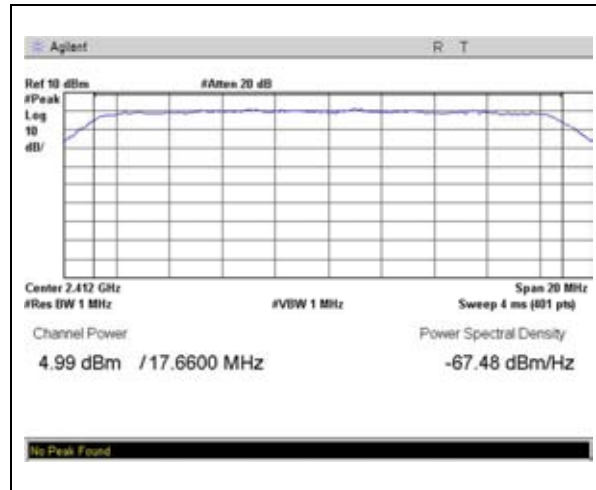 Agilent R T
Ref 10 dBm #Atten 20 dB
#Peak
Log
10
dB/
Center 2.412 GHz Span 20 MHz
#Res BW 1 MHz #VBW 1 MHz Sweep 4 ms (401 pts)
Channel Power Power Spectral Density
4.99 dBm /17.6600 MHz -67.48 dBm/Hz
No Peak Found